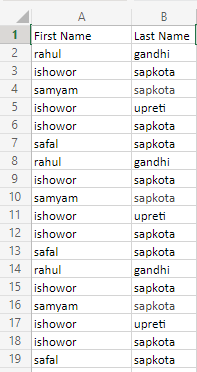 A B
1 First Name Last Name
2 rahul gandhi
3 ishowor sapkota
4 samyam sapkota
5 ishowor upreti
6 ishowor sapkota
7 safal sapkota
8 rahul gandhi
9 ishowor sapkota
10 samyam sapkota
11 ishowor upreti
12 ishowor sapkota
13 safal sapkota
14 rahul gandhi
15 ishowor sapkota
16 samyam sapkota
17 ishowor upreti
18 ishowor sapkota
19 safal sapkota